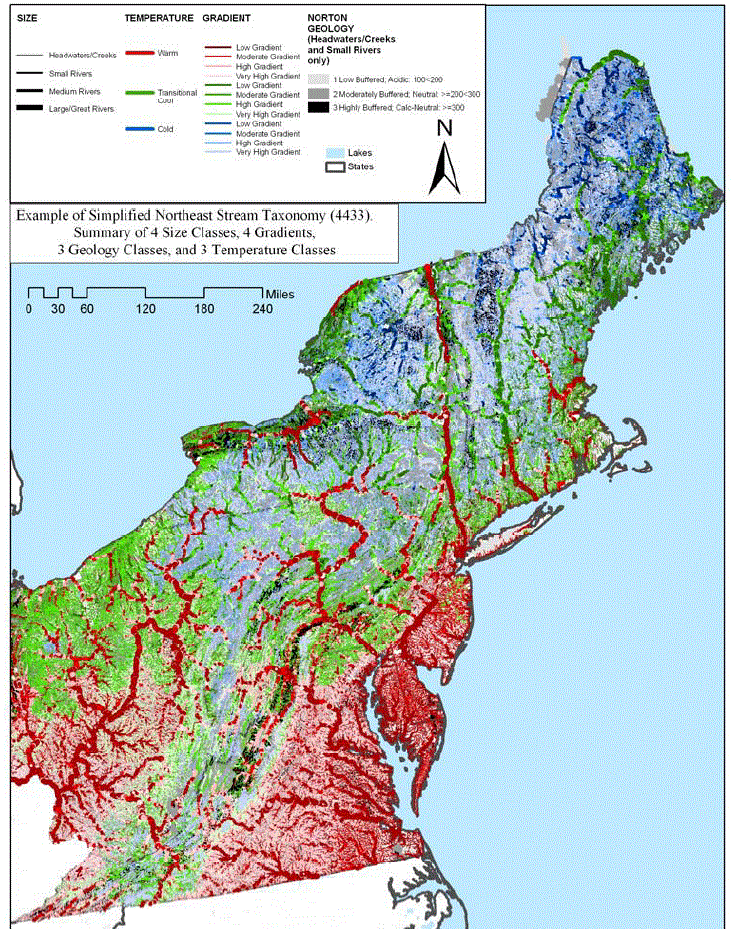 SIZE
Headwaters/Creeks
Small Rivers
Medium Rivers
Large/Great Rivers
TEMPERATURE
Warm
Transitional
Cool
Cold
GRADIENT
Low Gradient
Moderate Gradient
High Gradient
Very High Gradient
Low Gradient
Moderate Gradient
High Gradient
Very High Gradient
Low Gradient
Moderate Gradient
High Gradient
Very High Gradient
NORTON
GEOLOGY
(Headwaters/Creeks
and Small Rivers
only)
1 Low Buffered; Acidic: 100<200
2 Moderately Buffered; Neutral: >=200<300
3 Highly Buffered; Calc-Neutral: >=300
Lakes
States
N
Example of Simplified Northeast Stream Taxonomy (4433).
Summary of 4 Size Classes, 4 Gradients,
3 Geology Classes, and 3 Temperature Classes
Miles
0 30 60 120 180 240